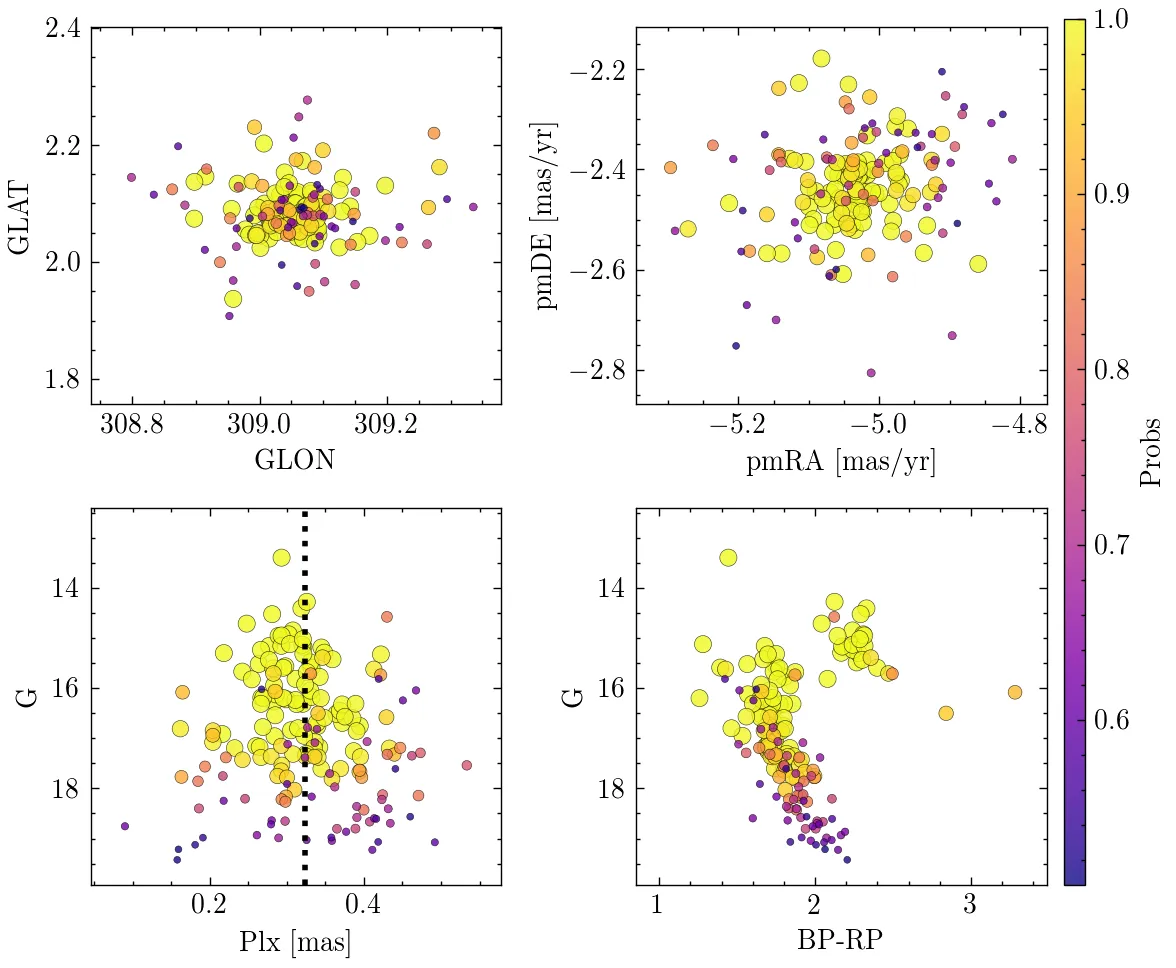 2.4
2.2
2.0
1.8
GLAT
308.8 309.0 309.2
GLON
−2.2
−2.4
−2.6
−2.8
pmDE [mas/yr]
−5.2 −5.0 −4.8
pmRA [mas/yr]
1.0
0.9
0.8
0.7
0.6
Probs
14
16
18
G
0.2 0.4
Plx [mas]
14
16
18
G
1 2 3
BP-RP